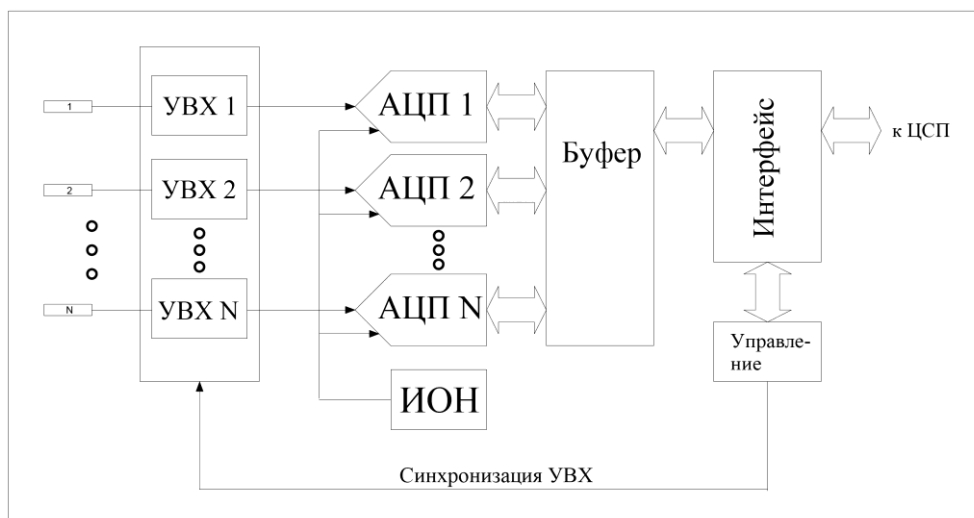 1
УВХ 1
АЦП 1
2
УВХ 2
АЦП 2
N
УВХ N
АЦП N
ИОН
Буфер
Интерфейс
к ЦСП
Управле-
ние
Синхронизация УВХ